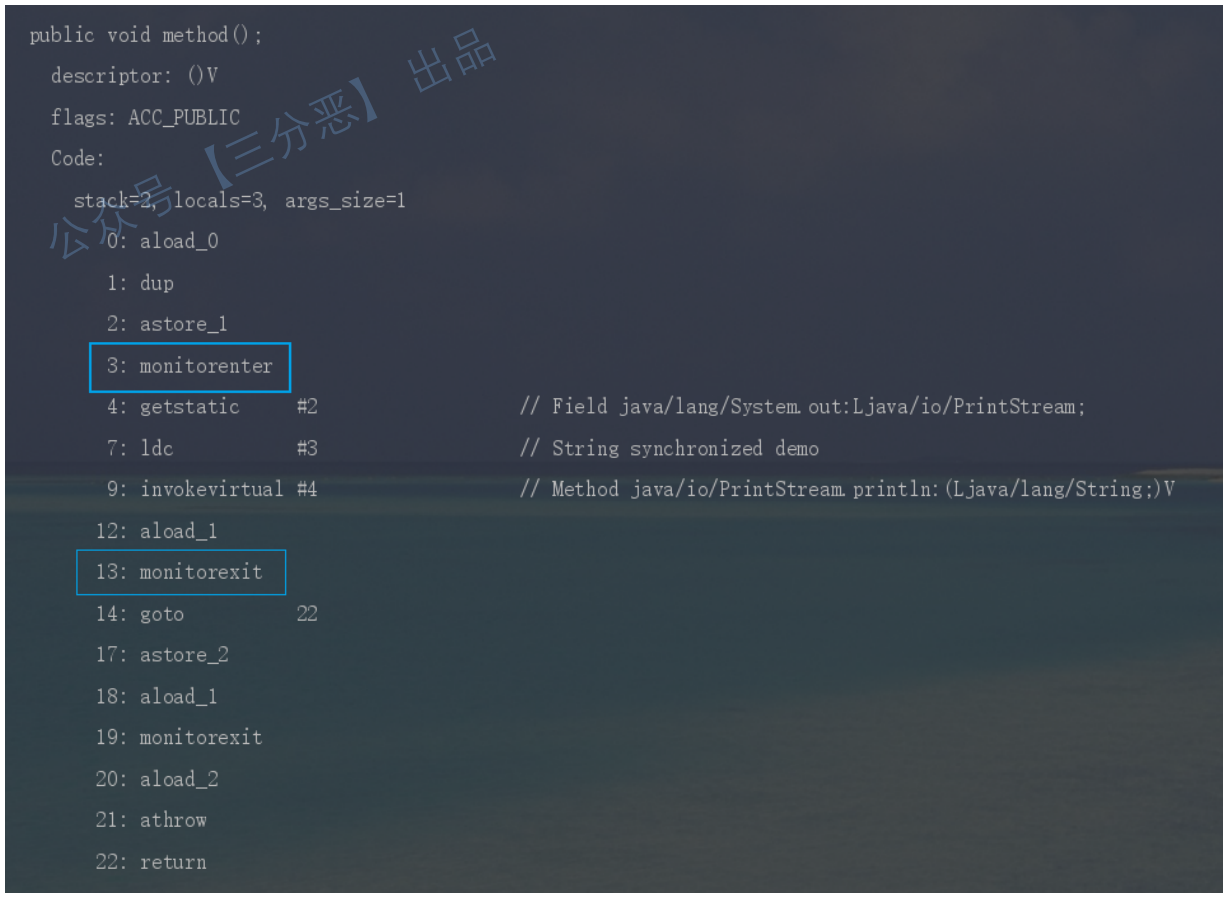 public void method();
descriptor: ()V
flags: ACC_PUBLIC
Code:
stack=2, locals=3, args_size=1
0: aload_0
1: dup
2: astore_1
3: monitorenter
4: getstatic #2 // Field java/lang/System.out:Ljava/io/PrintStream;
7: ldc #3 // String synchronized demo
9: invokevirtual #4 // Method java/io/PrintStream.println:(Ljava/lang/String;)V
12: aload_1
13: monitorexit
14: goto 22
17: astore_2
18: aload_1
19: monitorexit
20: aload_2
21: athrow
22: return
公众号【三分恶】 出品